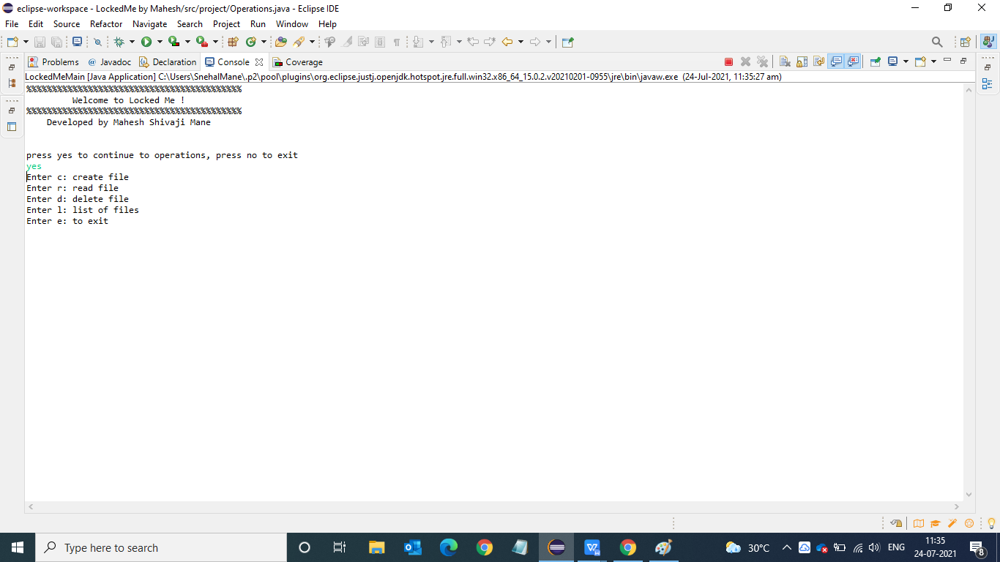 eclipse-workspace - LockedMe by Mahesh/src/project/Operations.java - Eclipse IDE
File Edit Source Refactor Navigate Search Project Run Window Help
Problems @ Javadoc Declaration Console Coverage
LockedMeMain [Java Application] C:\Users\SnehalMane\.p2\pool\plugins\org.eclipse.justj.openjdk.hotspot.jre.full.win32.x86_64_15.0.2.v20210201-0955\jre\bin\javaw.exe (24-Jul-2021, 11:35:27 am)
%%%%%%%%%%%%%%%%%%%%%%%%%%%%%%%%%%%%%%%%%%
Welcome to Locked Me !
%%%%%%%%%%%%%%%%%%%%%%%%%%%%%%%%%%%%%%%%%%
Developed by Mahesh Shivaji Mane
press yes to continue to operations, press no to exit
yes
Enter c: create file
Enter r: read file
Enter d: delete file
Enter l: list of files
Enter e: to exit
Type here to search
30°C
ENG
11:35
24-07-2021
8